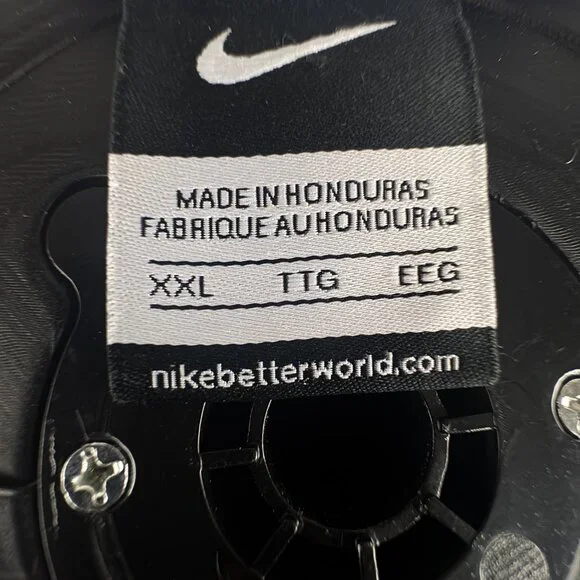 MADE IN HONDURAS
FABRIQUE AU HONDURAS
XXL TTG EEG
nikebetterworld.com